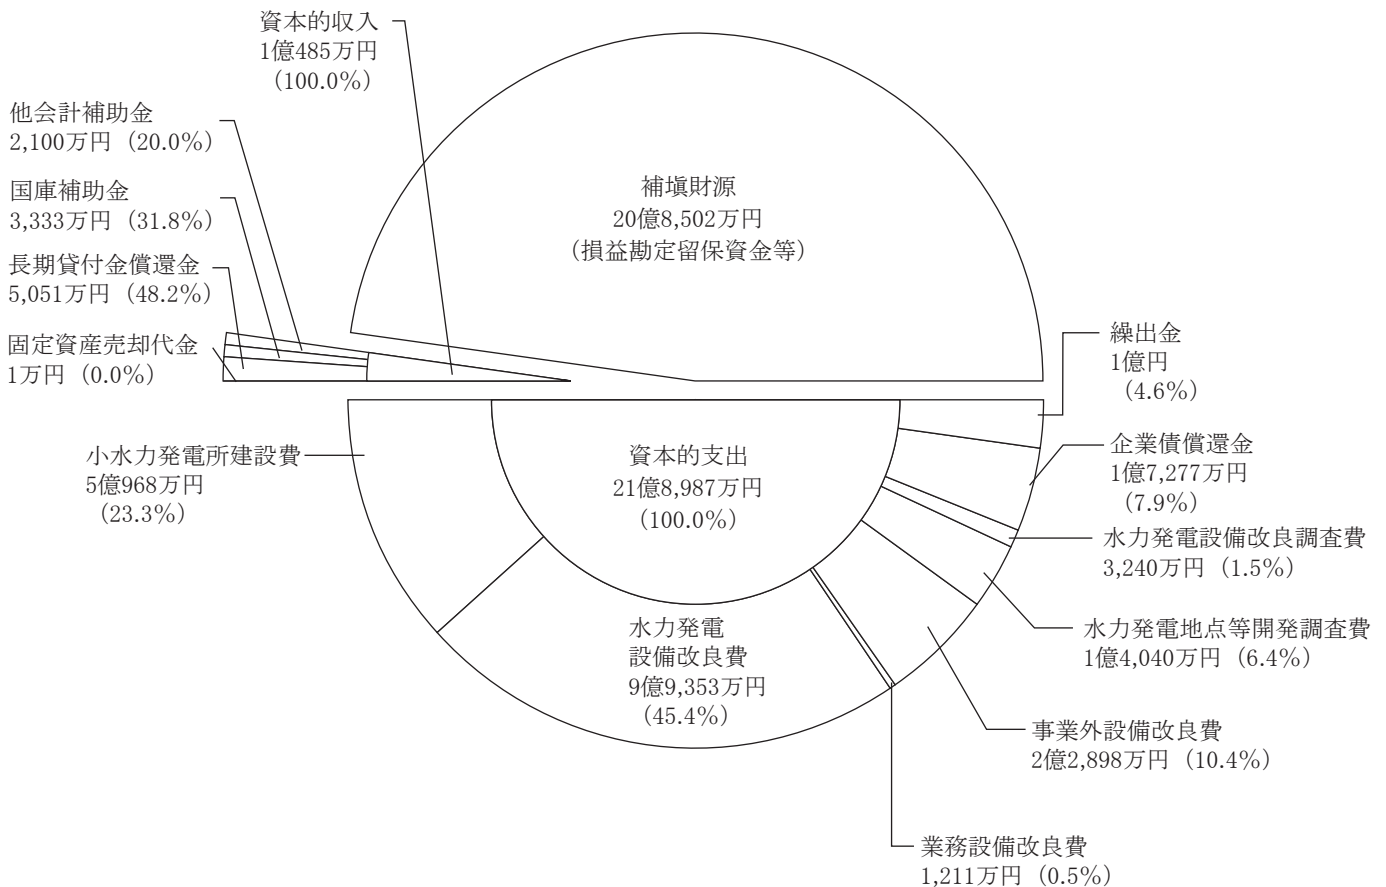 資本的収入
1億485万円
（100.0%）
他会計補助金
2,100万円（20.0%）
国庫補助金
3,333万円（31.8%）
長期貸付金償還金
5,051万円（48.2%）
固定資産売却代金
1万円（0.0%）
補塡財源
20億8,502万円
（損益勘定留保資金等）
繰出金
1億円
（4.6%）
企業債償還金
1億7,277万円
（7.9%）
水力発電設備改良調査費
3,240万円（1.5%）
水力発電地点等開発調査費
1億4,040万円（6.4%）
事業外設備改良費
2億2,898万円（10.4%）
業務設備改良費
1,211万円（0.5%）
水力発電
設備改良費
9億9,353万円
（45.4%）
小水力発電所建設費
5億968万円
（23.3%）
資本的支出
21億8,987万円
（100.0%）